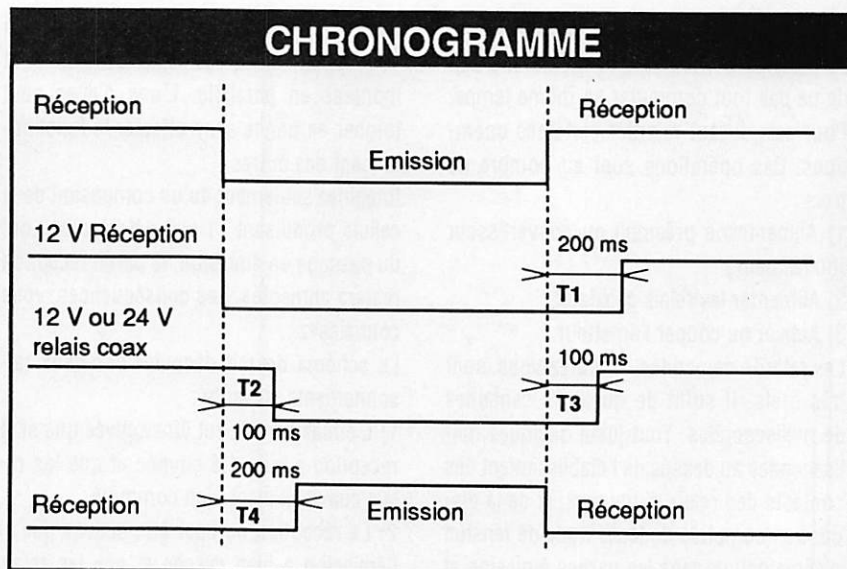 CHRONOGRAMME
Réception
Réception
Emission
12 V Réception
200 ms
T1
12 V ou 24 V
relais coax
100 ms
T2
T3
100 ms
200 ms
Réception
T4
Emission
Réception